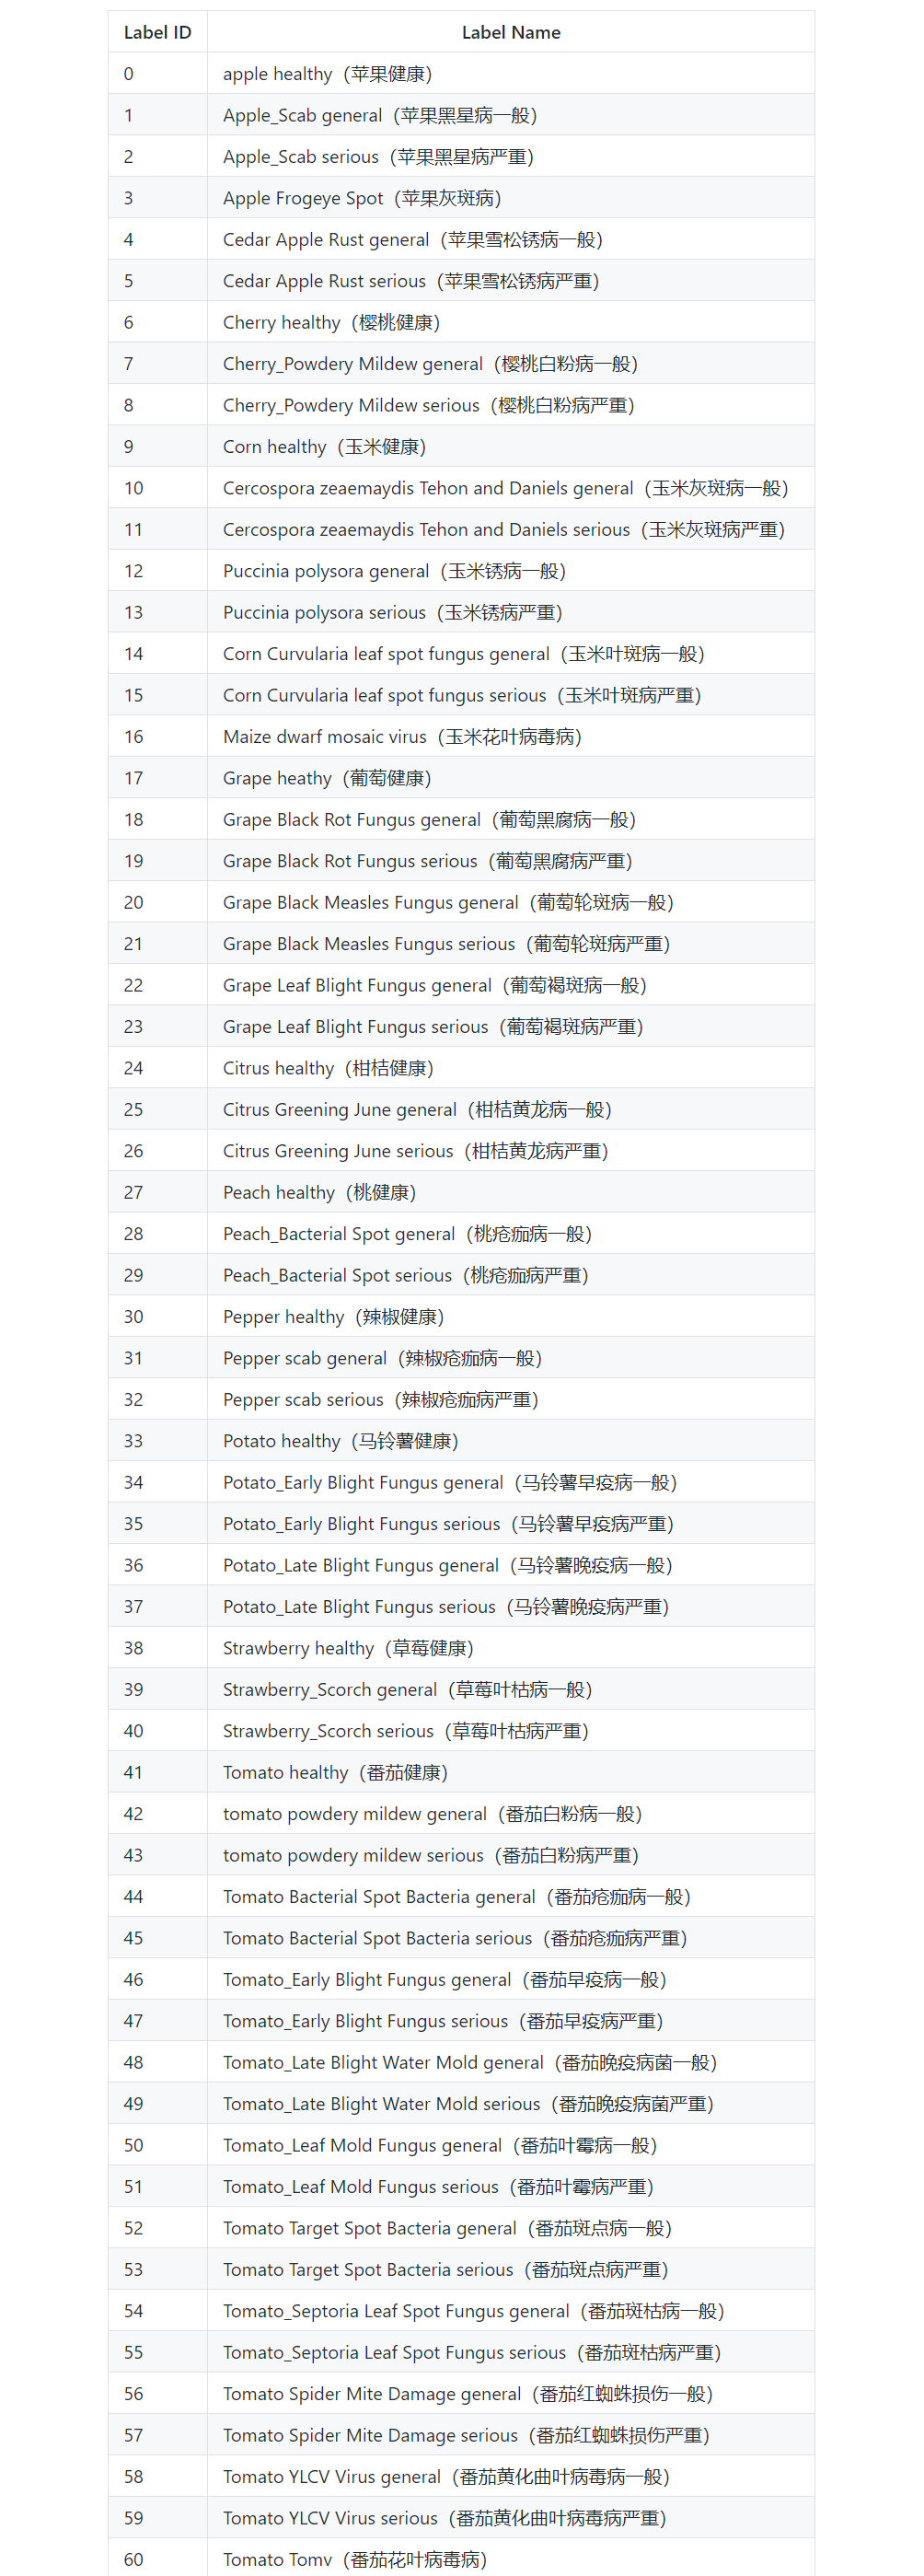 Label ID Label Name
0 apple healthy（苹果健康）
1 Apple_Scab general（苹果黑星病一般）
2 Apple_Scab serious（苹果黑星病严重）
3 Apple Frogeye Spot（苹果灰斑病）
4 Cedar Apple Rust general（苹果雪松锈病一般）
5 Cedar Apple Rust serious（苹果雪松锈病严重）
6 Cherry healthy（樱桃健康）
7 Cherry_Powdery Mildew general（樱桃白粉病一般）
8 Cherry_Powdery Mildew serious（樱桃白粉病严重）
9 Corn healthy（玉米健康）
10 Cercospora zeaemaydis Tehon and Daniels general（玉米灰斑病一般）
11 Cercospora zeaemaydis Tehon and Daniels serious（玉米灰斑病严重）
12 Puccinia polysora general（玉米锈病一般）
13 Puccinia polysora serious（玉米锈病严重）
14 Corn Curvularia leaf spot fungus general（玉米叶斑病一般）
15 Corn Curvularia leaf spot fungus serious（玉米叶斑病严重）
16 Maize dwarf mosaic virus（玉米花叶病毒病）
17 Grape heathy（葡萄健康）
18 Grape Black Rot Fungus general（葡萄黑腐病一般）
19 Grape Black Rot Fungus serious（葡萄黑腐病严重）
20 Grape Black Measles Fungus general（葡萄轮斑病一般）
21 Grape Black Measles Fungus serious（葡萄轮斑病严重）
22 Grape Leaf Blight Fungus general（葡萄褐斑病一般）
23 Grape Leaf Blight Fungus serious（葡萄褐斑病严重）
24 Citrus healthy（柑桔健康）
25 Citrus Greening June general（柑桔黄龙病一般）
26 Citrus Greening June serious（柑桔黄龙病严重）
27 Peach healthy（桃健康）
28 Peach_Bacterial Spot general（桃疮痂病一般）
29 Peach_Bacterial Spot serious（桃疮痂病严重）
30 Pepper healthy（辣椒健康）
31 Pepper scab general（辣椒疮痂病一般）
32 Pepper scab serious（辣椒疮痂病严重）
33 Potato healthy（马铃薯健康）
34 Potato_Early Blight Fungus general（马铃薯早疫病一般）
35 Potato_Early Blight Fungus serious（马铃薯早疫病严重）
36 Potato_Late Blight Fungus general（马铃薯晚疫病一般）
37 Potato_Late Blight Fungus serious（马铃薯晚疫病严重）
38 Strawberry healthy（草莓健康）
39 Strawberry_Scorch general（草莓叶枯病一般）
40 Strawberry_Scorch serious（草莓叶枯病严重）
41 Tomato healthy（番茄健康）
42 tomato powdery mildew general（番茄白粉病一般）
43 tomato powdery mildew serious（番茄白粉病严重）
44 Tomato Bacterial Spot Bacteria general（番茄疮痂病一般）
45 Tomato Bacterial Spot Bacteria serious（番茄疮痂病严重）
46 Tomato_Early Blight Fungus general（番茄早疫病一般）
47 Tomato_Early Blight Fungus serious（番茄早疫病严重）
48 Tomato_Late Blight Water Mold general（番茄晚疫病菌一般）
49 Tomato_Late Blight Water Mold serious（番茄晚疫病菌严重）
50 Tomato_Leaf Mold Fungus general（番茄叶霉病一般）
51 Tomato_Leaf Mold Fungus serious（番茄叶霉病严重）
52 Tomato Target Spot Bacteria general（番茄斑点病一般）
53 Tomato Target Spot Bacteria serious（番茄斑点病严重）
54 Tomato_Septoria Leaf Spot Fungus general（番茄斑枯病一般）
55 Tomato_Septoria Leaf Spot Fungus serious（番茄斑枯病严重）
56 Tomato Spider Mite Damage general（番茄红蜘蛛损伤一般）
57 Tomato Spider Mite Damage serious（番茄红蜘蛛损伤严重）
58 Tomato YLCV Virus general（番茄黄化曲叶病毒病一般）
59 Tomato YLCV Virus serious（番茄黄化曲叶病毒病严重）
60 Tomato Tomv（番茄花叶病毒病）